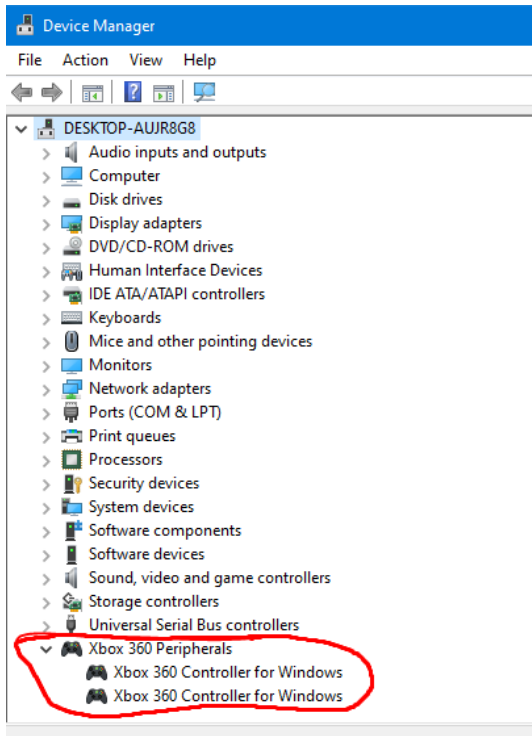 Device Manager
File Action View Help
DESKTOP-AUJR8G8
Audio inputs and outputs
Computer
Disk drives
Display adapters
DVD/CD-ROM drives
Human Interface Devices
IDE ATA/ATAPI controllers
Keyboards
Mice and other pointing devices
Monitors
Network adapters
Ports (COM & LPT)
Print queues
Processors
Security devices
System devices
Software components
Software devices
Sound, video and game controllers
Storage controllers
Universal Serial Bus controllers
Xbox 360 Peripherals
Xbox 360 Controller for Windows
Xbox 360 Controller for Windows